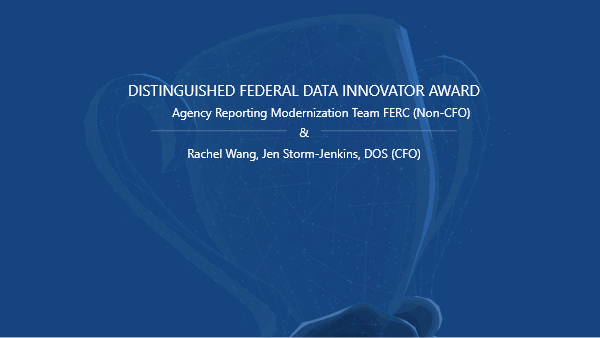 DISTINGUISHED FEDERAL DATA INNOVATOR AWARD
Agency Reporting Modernization Team FERC (Non-CFO)
&
Rachel Wang, Jen Storm-Jenkins, DOS (CFO)